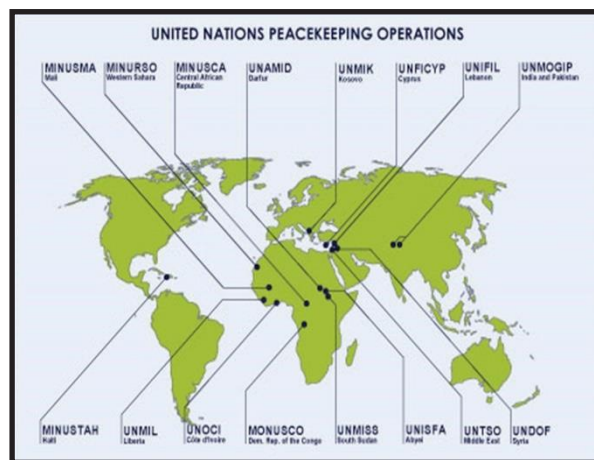 UNITED NATIONS PEACEKEEPING OPERATIONS
MINUSMA
Mali
MINURSO
Western Sahara
MINUSCA
Central African
Republic
UNAMID
Darfur
UNMIK
Kosovo
UNFICYP
Cyprus
UNIFIL
Lebanon
UNMOGIP
India and Pakistan
MINUSTAH
Haiti
UNMIL
Liberia
UNOCI
Côte d'Ivoire
MONUSCO
Dem. Rep. of the Congo
UNMISS
South Sudan
UNISFA
Abyei
UNTSO
Middle East
UNDOF
Syria